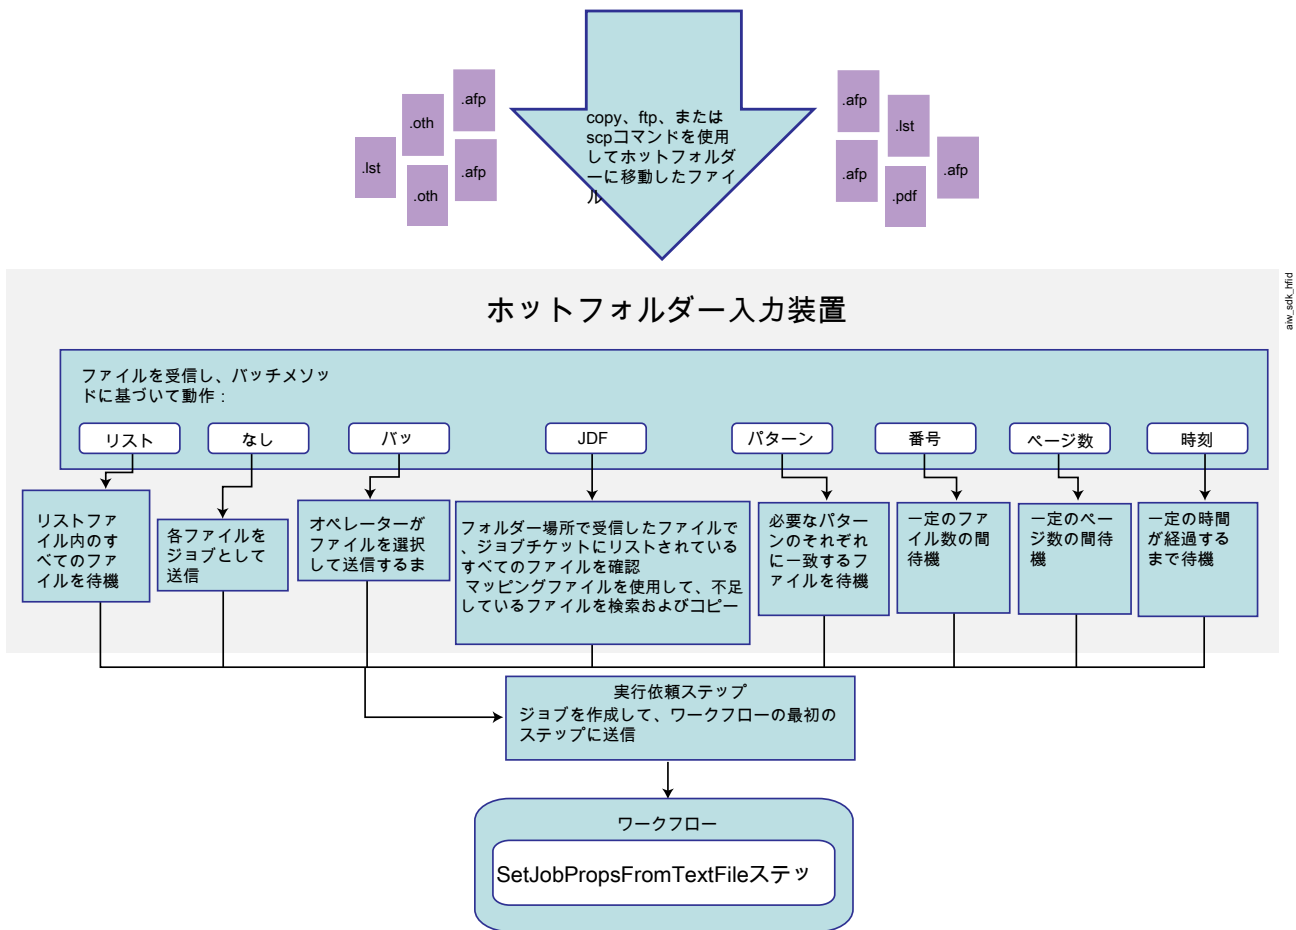 .afp
.oth
.lst
.afp
.oth
copy、ftp、または
scpコマンドを使用
してホットフォルダ
ーに移動したファイ
ル
.afp
.lst
.afp
.afp
.pdf
aiw_sdk_hfid
ホットフォルダー入力装置
ファイルを受信し、バッチメソッ
ドに基づいて動作：
リスト
なし
バッ
JDF
パターン
番号
ページ数
時刻
リストファ
イル内のす
べてのファ
イルを待機
各ファイルを
ジョブとして
送信
オペレーターが
ファイルを選択
して送信するま
フォルダー場所で受信したファイルで
、ジョブチケットにリストされている
すべてのファイルを確認
マッピングファイルを使用して、不足
しているファイルを検索およびコピー
必要なパター
ンのそれぞれ
に一致するフ
ァイルを待機
一定のファ
イル数の間
待機
一定のペー
ジ数の間待
機
一定の時間
が経過する
まで待機
実行依頼ステップ
ジョブを作成して、ワークフローの最初の
ステップに送信
ワークフロー
SetJobPropsFromTextFileステッ